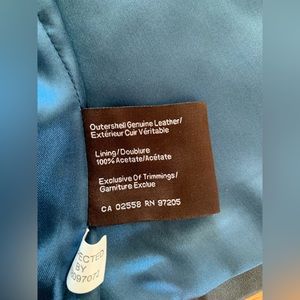 Outershell Genuine Leather/
Extérieur Cuir Véritable
Lining/Doublure
100% Acetate/Acétate
Exclusive Of Trimmings/
Garniture Exclue
CA 02558 RN 97205
BY